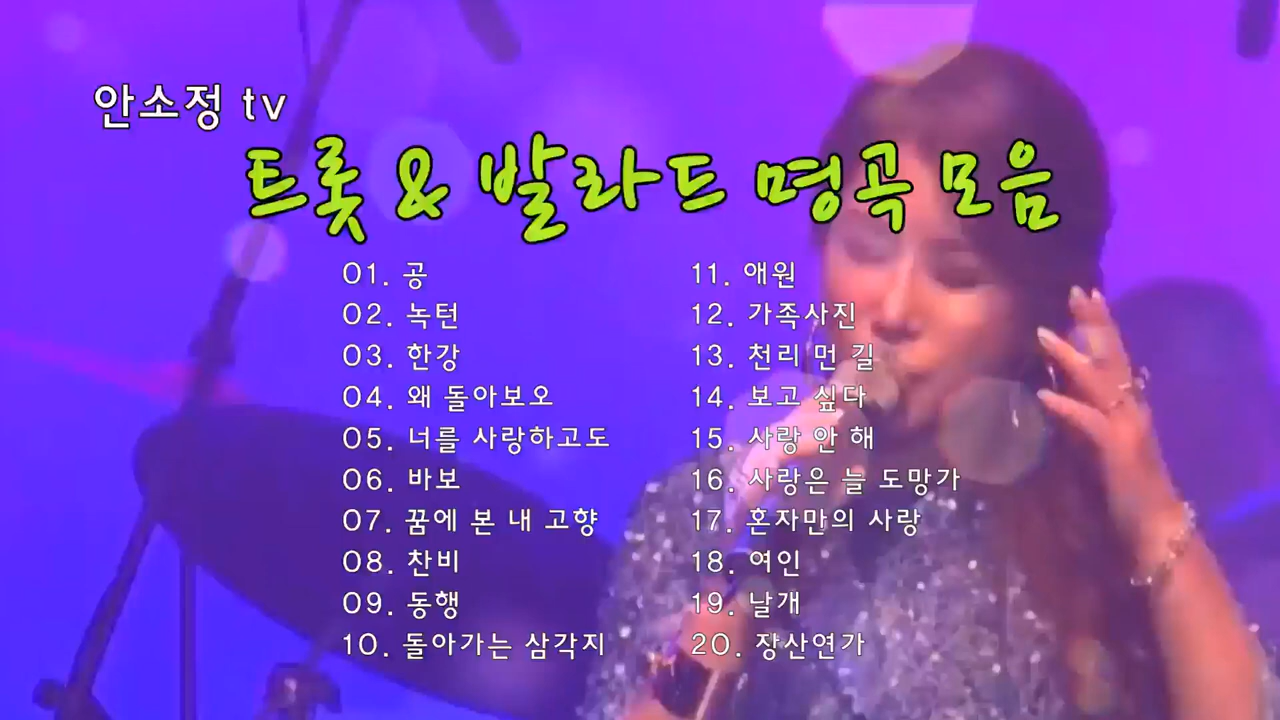 안소정 tv
트롯 & 발라드 명곡 모음
01. 공
02. 녹턴
03. 한강
04. 왜 돌아보오
05. 너를 사랑하고도
06. 바보
07. 꿈에 본 내 고향
08. 찬비
09. 동행
10. 돌아가는 삼각지
11. 애원
12. 가족사진
13. 천리 먼 길
14. 보고 싶다
15. 사랑 안 해
16. 사랑은 늘 도망가
17. 혼자만의 사랑
18. 여인
19. 날개
20. 장산연가